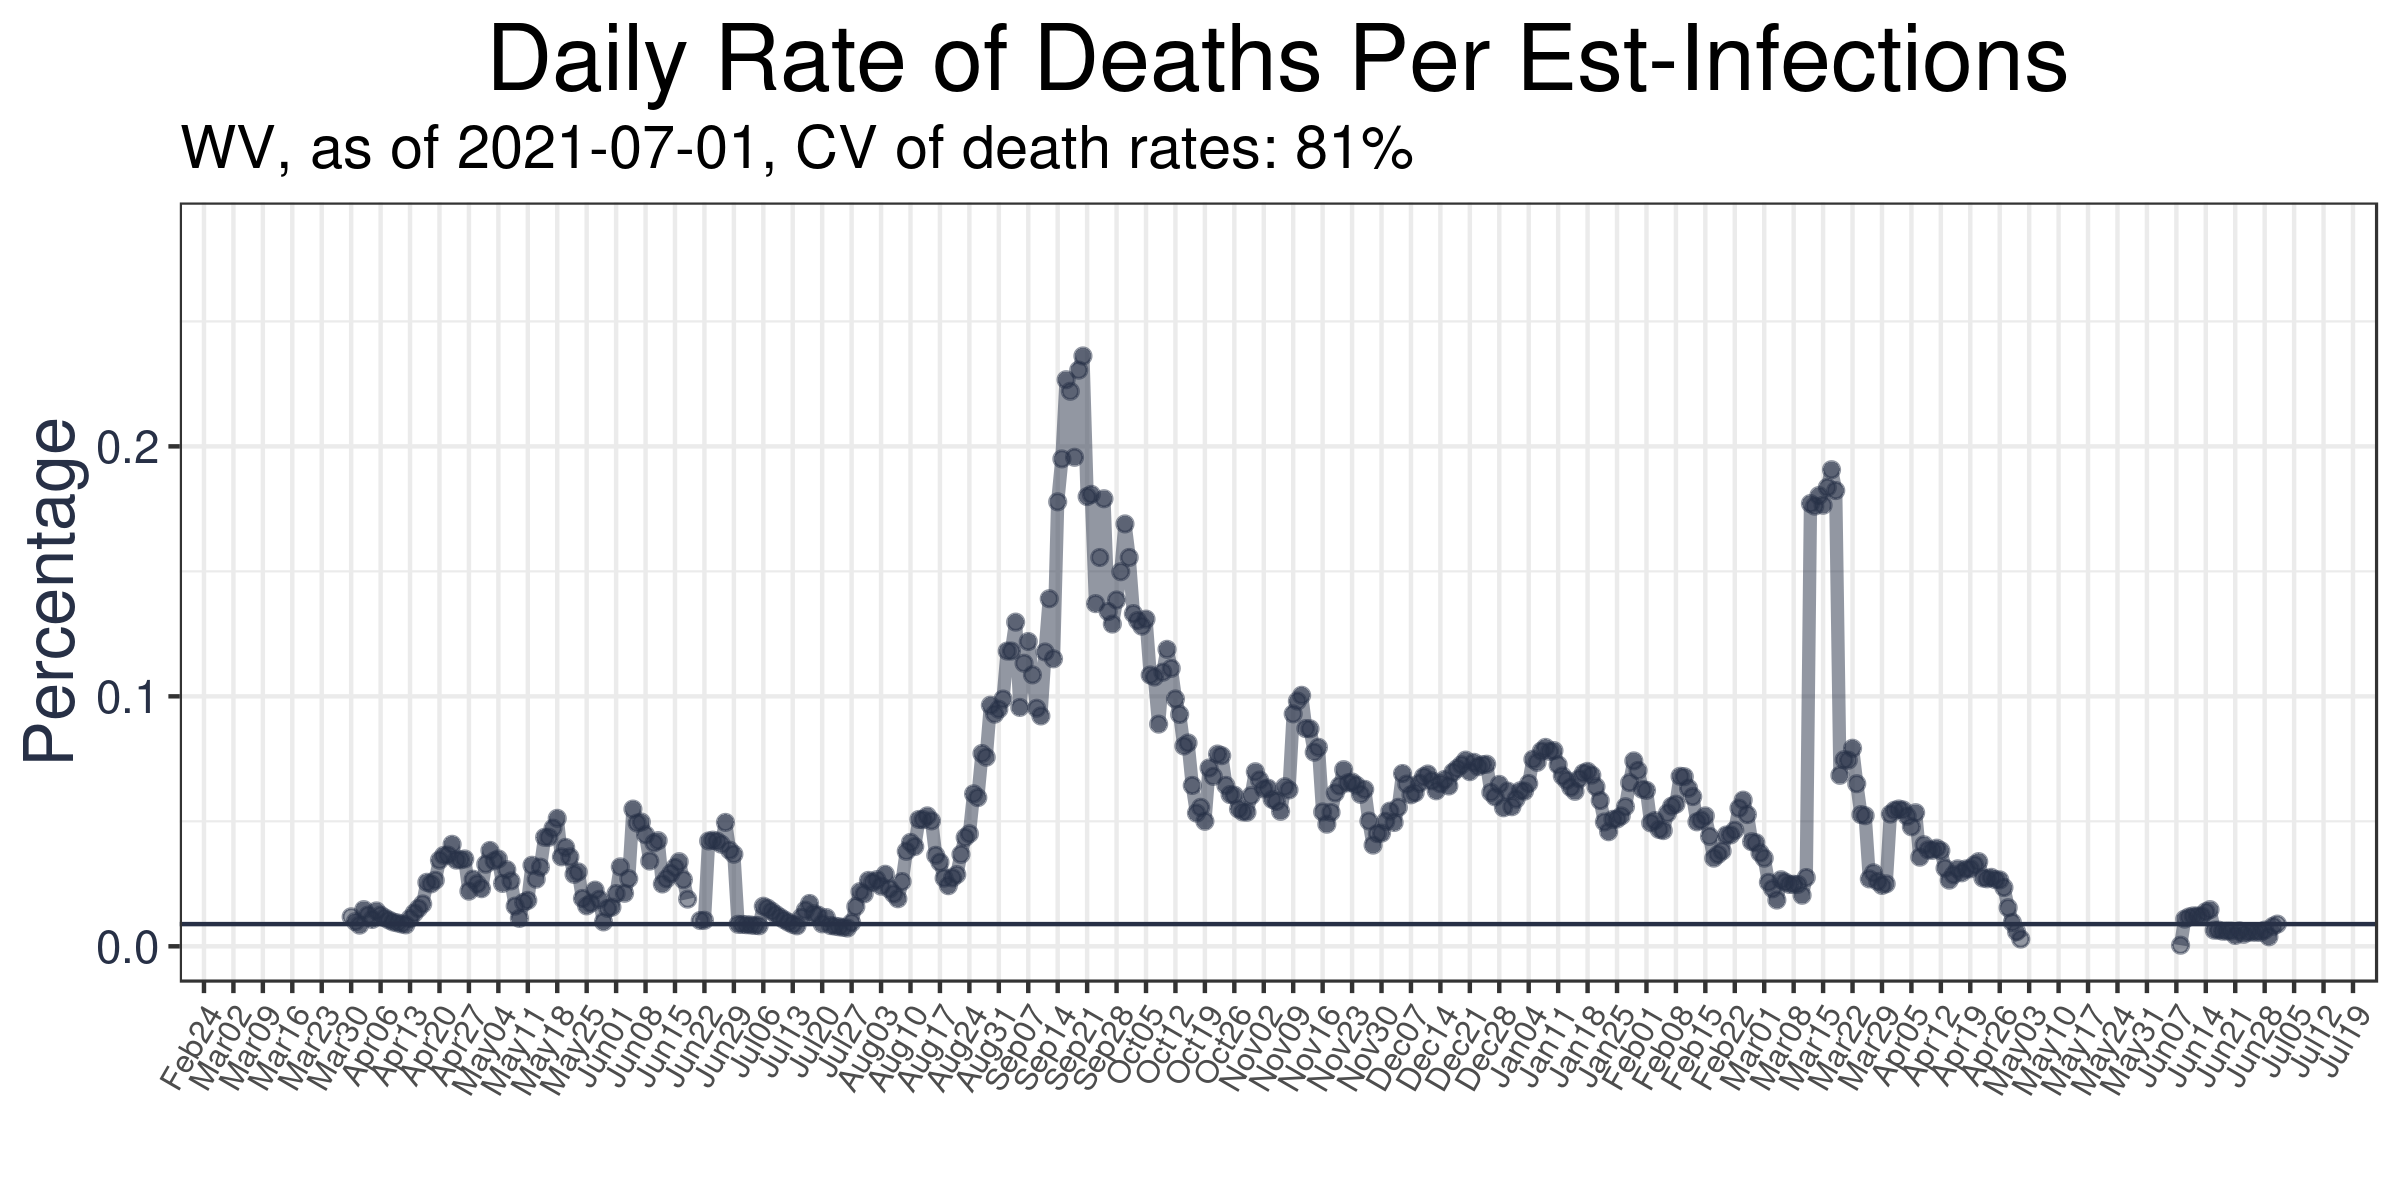 Daily Rate of Deaths Per Est-Infections
WV, as of 2021-07-01, CV of death rates: 81%
Percentage
0.2
0.1
0.0
Feb24
Mar02
Mar09
Mar16
Mar23
Mar30
Apr06
Apr13
Apr20
Apr27
May04
May11
May18
May25
Jun01
Jun08
Jun15
Jun22
Jun29
Jul06
Jul13
Jul20
Jul27
Aug03
Aug10
Aug17
Aug24
Aug31
Sep07
Sep14
Sep21
Sep28
Oct05
Oct12
Oct19
Oct26
Nov02
Nov09
Nov16
Nov23
Nov30
Dec07
Dec14
Dec21
Dec28
Jan04
Jan11
Jan18
Jan25
Feb01
Feb08
Feb15
Feb22
Mar01
Mar08
Mar15
Mar22
Mar29
Apr05
Apr12
Apr19
Apr26
May03
May10
May17
May24
May31
Jun07
Jun14
Jun21
Jun28
Jul05
Jul12
Jul19